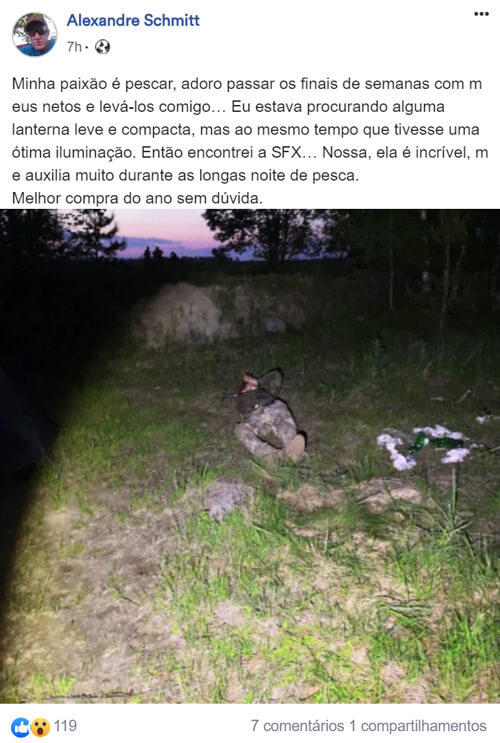 Alexandre Schmitt
7h ·
Minha paixão é pescar, adoro passar os finais de semanas com m
eus netos e levá-los comigo… Eu estava procurando alguma
lanterna leve e compacta, mas ao mesmo tempo que tivesse uma
ótima iluminação. Então encontrei a SFX… Nossa, ela é incrível, m
e auxilia muito durante as longas noite de pesca.
Melhor compra do ano sem dúvida.
119
7 comentários 1 compartilhamentos